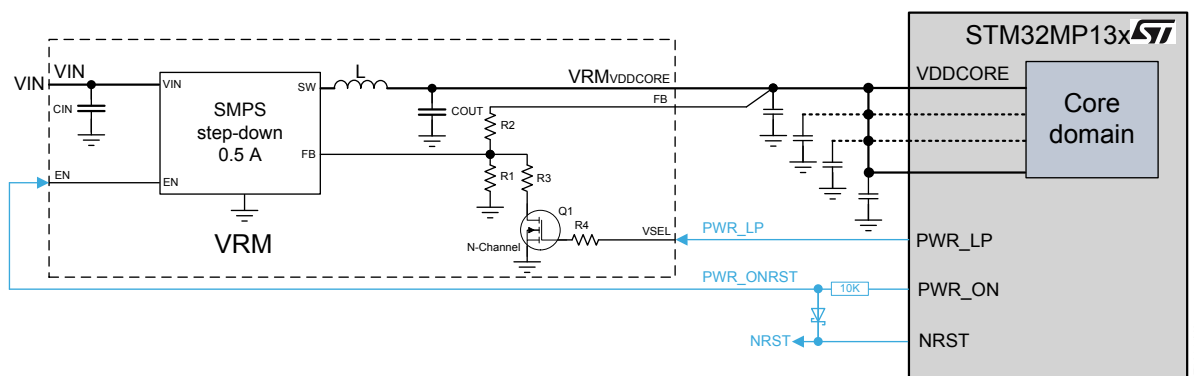 STM32MP13x ST
VIN VIN
VRMVDDCORE
VDDCORE
L
VIN
SW
FB
CIN
SMPS
step-down
0.5 A
COUT
R2
Core
domain
FB
R1
R3
EN
EN
Q1
R4
VSEL
PWR_LP
PWR_LP
VRM
N-Channel
PWR_ONRST
10K
PWR_ON
NRST
NRST